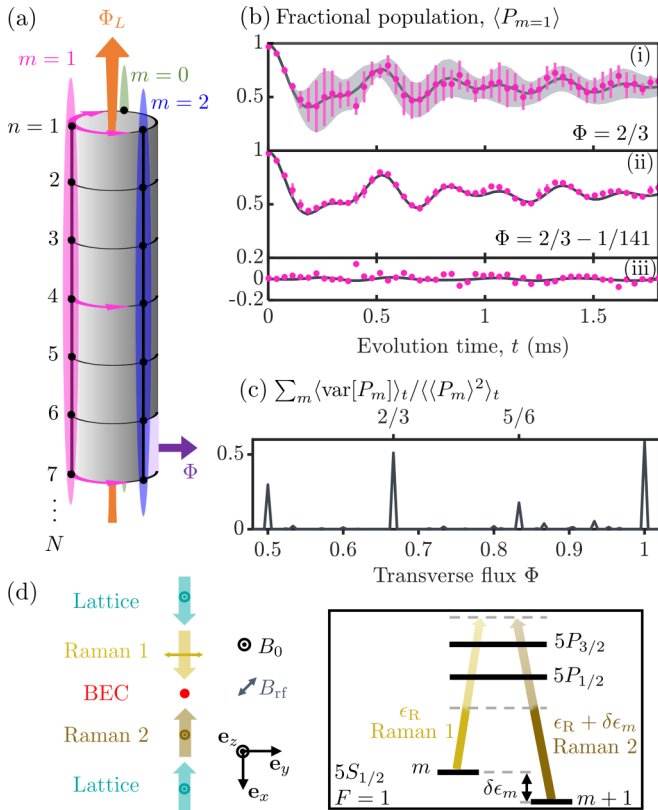 (a)
Φ_L
m = 1
m = 0
m = 2
n = 1
2
3
4
5
6
7
⋮
N
Φ
(b) Fractional population, ⟨P_{m=1}⟩
1
0.5
(i)
Φ = 2/3
1
0.5
(ii)
Φ = 2/3 − 1/141
0.2
0
-0.2
(iii)
0 0.5 1 1.5
Evolution time, t (ms)
(c) ∑_m⟨var[P_m]⟩_t/⟨⟨P_m⟩²⟩_t
2/3 5/6
0.5
0
0.5 0.6 0.7 0.8 0.9 1
Transverse flux Φ
(d)
Lattice
Raman 1
BEC
Raman 2
Lattice
B_0
B_rf
e_z
e_y
e_x
5P_{3/2}
5P_{1/2}
ϵ_R
Raman 1
ϵ_R + δϵ_m
Raman 2
5S_{1/2}
F = 1
m
δϵ_m
m + 1